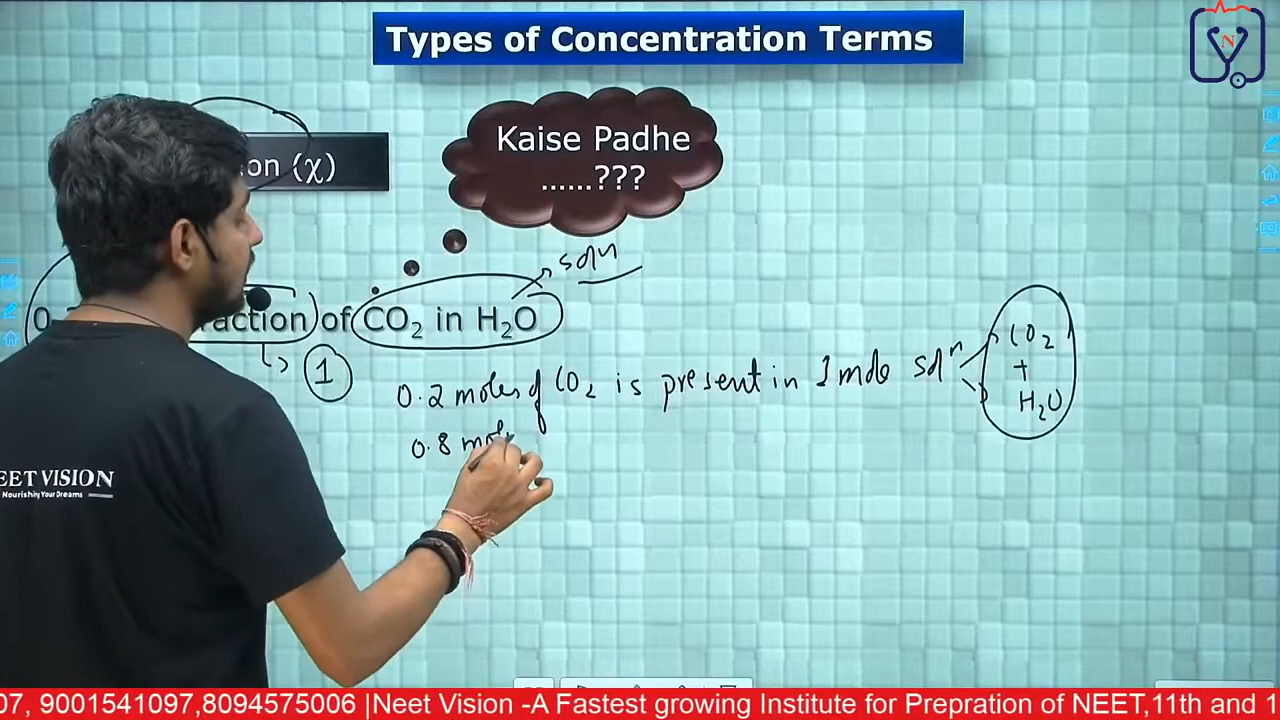 Types of Concentration Terms
N
Kaise Padhe
......???
on (χ)
solⁿ
0.
raction of CO₂ in H₂O
1
0.2 moles of CO₂ is present in 1 mole solⁿ
CO₂
+
H₂O
0.8 mol
EET VISION
Nourishing Your Dreams
07, 9001541097,8094575006 |Neet Vision -A Fastest growing Institute for Prepration of NEET,11th and 1